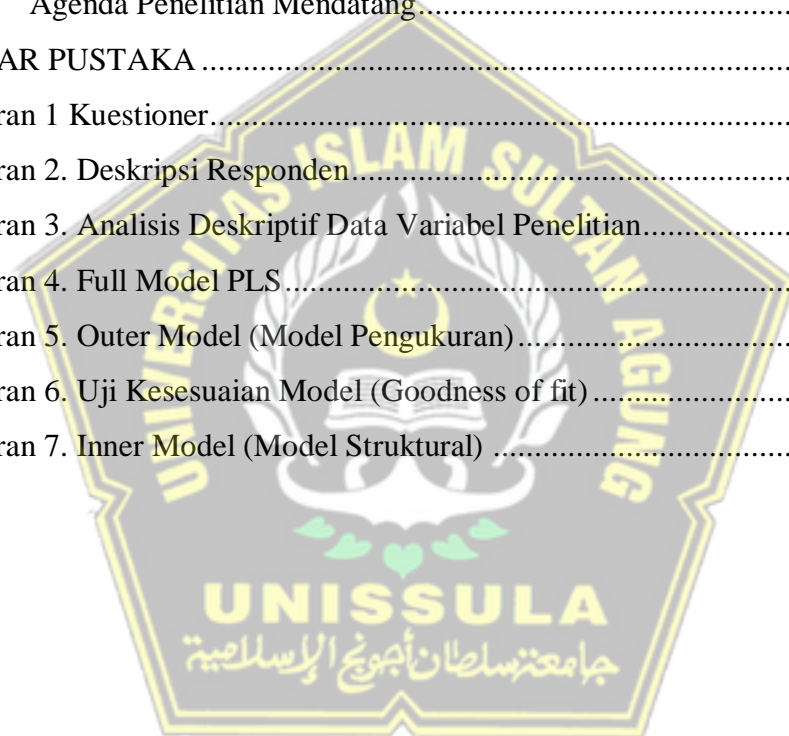 Agenda Penelitian Mendatang........................................
AR PUSTAKA........................................
ran 1 Kuestioner........................................
ran 2. Deskripsi Responden........................................
ran 3. Analisis Deskriptif Data Variabel Penelitian....................
ran 4. Full Model PLS........................................
ran 5. Outer Model (Model Pengukuran)..............................
ran 6. Uji Kesesuaian Model (Goodness of fit)....................
ran 7. Inner Model (Model Struktural) ..............................
UNIVERSITAS ISLAM SULTAN AGUNG
UNISSULA
جامعتنسلطان أجونج الإسلامية